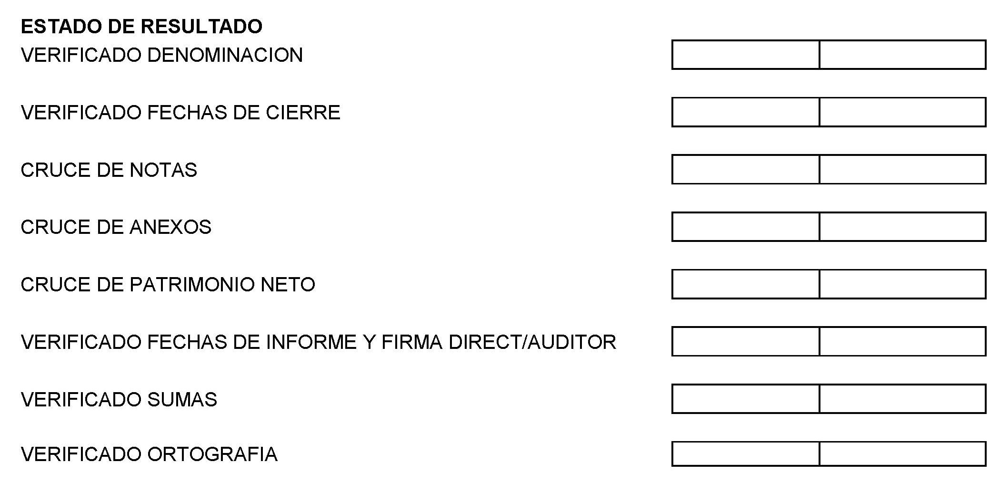 ESTADO DE RESULTADO
VERIFICADO DENOMINACION
VERIFICADO FECHAS DE CIERRE
CRUCE DE NOTAS
CRUCE DE ANEXOS
CRUCE DE PATRIMONIO NETO
VERIFICADO FECHAS DE INFORME Y FIRMA DIRECT/AUDITOR
VERIFICADO SUMAS
VERIFICADO ORTOGRAFIA